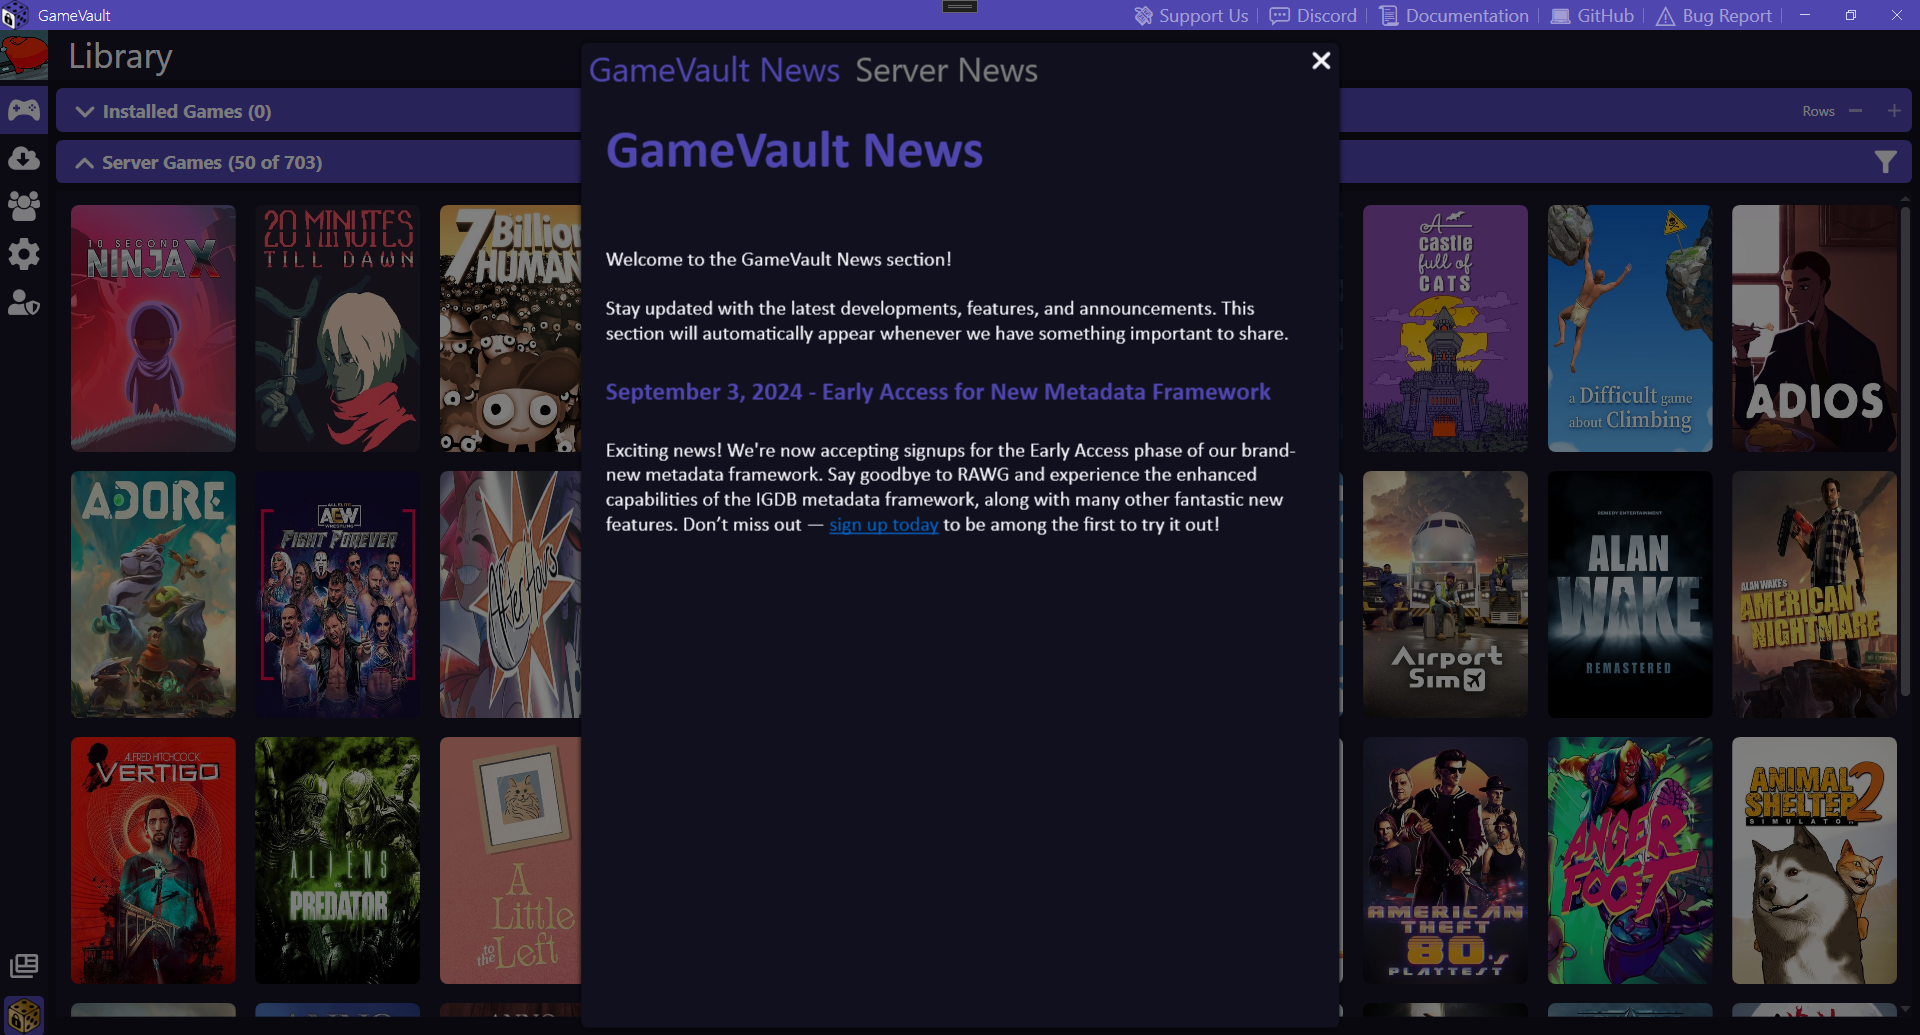 GameVault
Support Us
Discord
Documentation
GitHub
Bug Report
Library
Installed Games (0)
Rows
Server Games (50 of 703)
GameVault News
Server News
GameVault News
Welcome to the GameVault News section!
Stay updated with the latest developments, features, and announcements. This
section will automatically appear whenever we have something important to share.
September 3, 2024 - Early Access for New Metadata Framework
Exciting news! We're now accepting signups for the Early Access phase of our brand-
new metadata framework. Say goodbye to RAWG and experience the enhanced
capabilities of the IGDB metadata framework, along with many other fantastic new
features. Don’t miss out — sign up today to be among the first to try it out!
10 SECOND
NINJA X
20 MINUTES
TILL DAWN
7 Billion
HUMAN
A
castle
full of
CATS
a Difficult game
about Climbing
ADIOS
ADORE
ALL ELITE
AEW
WRESTLING
FIGHT FOREVER
Afterlove
Airport
Sim
REMEDY ENTERTAINMENT
ALAN
WAKE
REMASTERED
ALAN WAKE'S
AMERICAN
NIGHTMARE
ALFRED HITCHCOCK
VERTIGO
ALIENS
VS
PREDATOR
A
Little
to the
Left
AMERICAN
THEFT
80s
PLAYTEST
ANGER
FOOT
ANIMAL
SHELTER 2
SIMULATOR